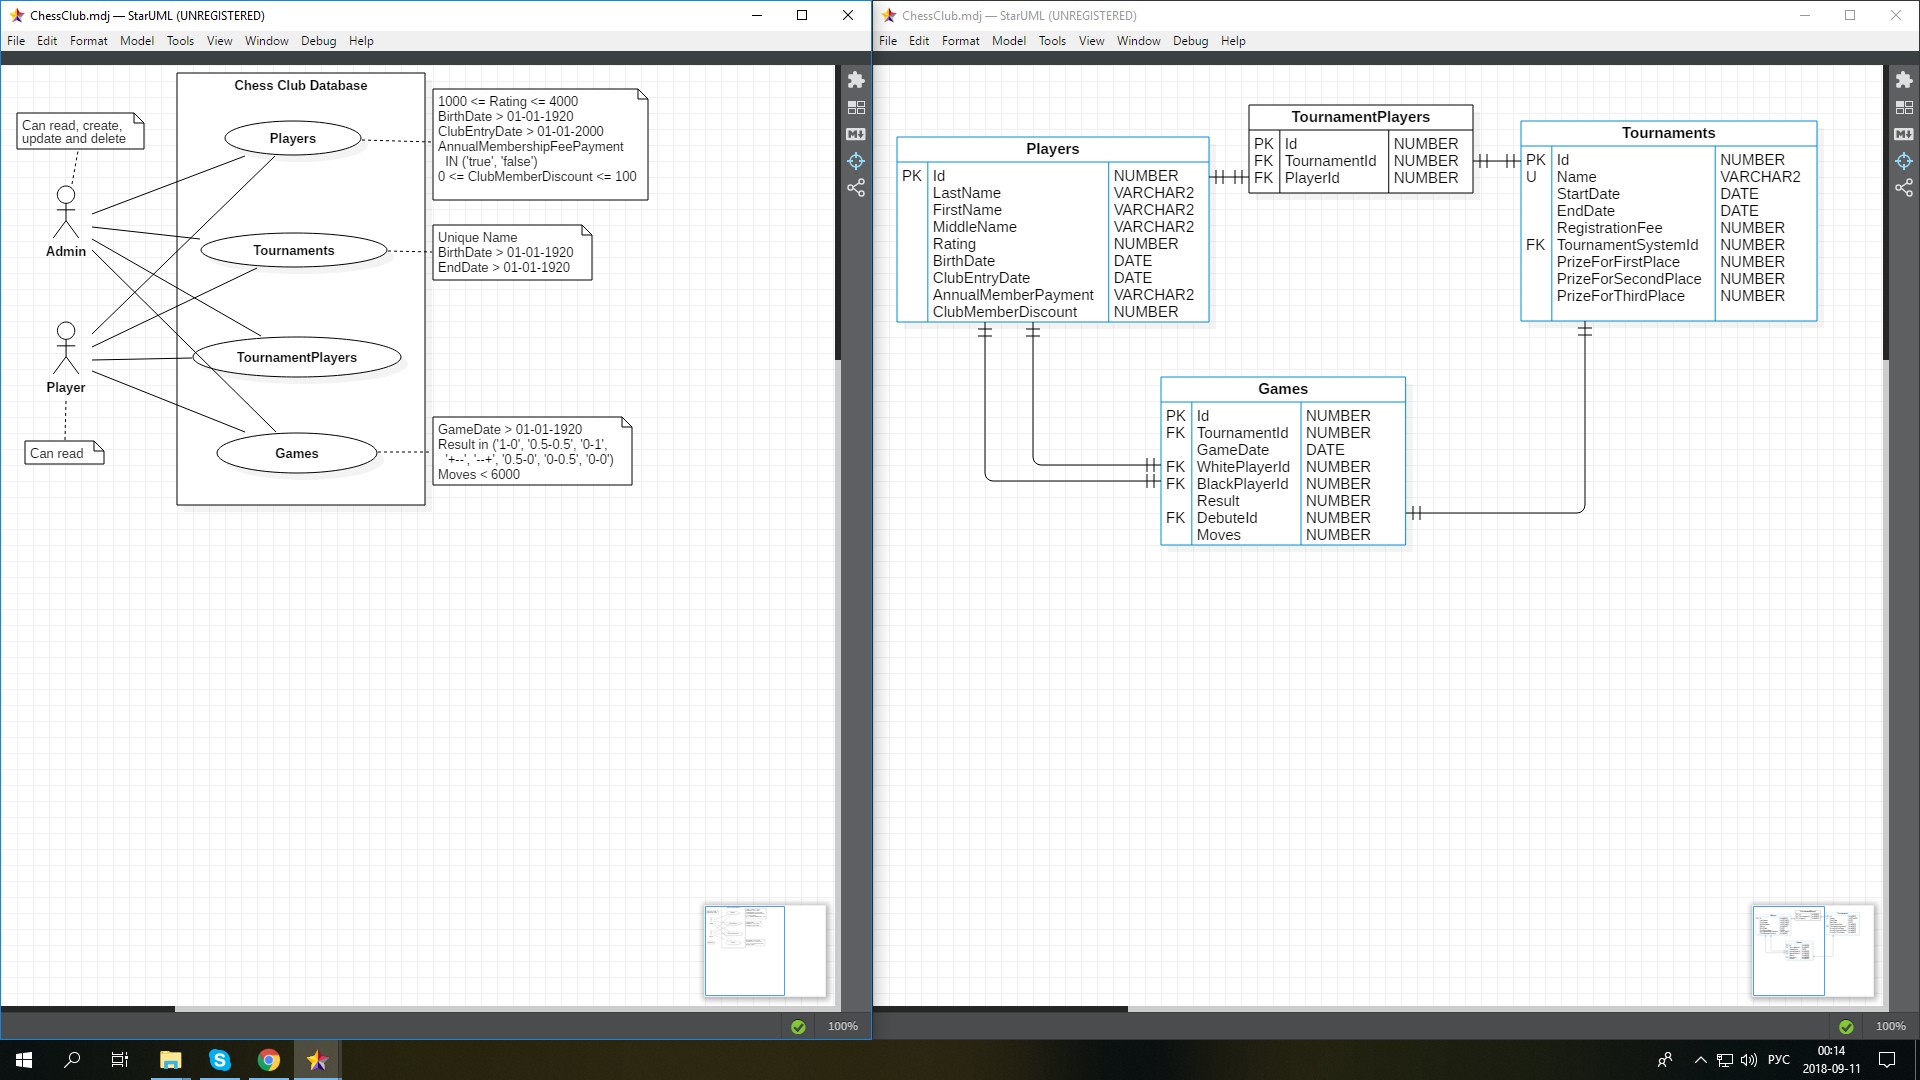 ChessClub.mdj — StarUML (UNREGISTERED)
File Edit Format Model Tools View Window Debug Help
Chess Club Database
Can read, create,
update and delete
Admin
Player
Can read
Players
Tournaments
TournamentPlayers
Games
1000 <= Rating <= 4000
BirthDate > 01-01-1920
ClubEntryDate > 01-01-2000
AnnualMembershipFeePayment
IN ('true', 'false')
0 <= ClubMemberDiscount <= 100
Unique Name
BirthDate > 01-01-1920
EndDate > 01-01-1920
GameDate > 01-01-1920
Result in ('1-0', '0.5-0.5', '0-1',
'+--', '--+', '0.5-0', '0-0.5', '0-0')
Moves < 6000
100%
ChessClub.mdj — StarUML (UNREGISTERED)
File Edit Format Model Tools View Window Debug Help
Players
PK Id NUMBER
LastName VARCHAR2
FirstName VARCHAR2
MiddleName VARCHAR2
Rating NUMBER
BirthDate DATE
ClubEntryDate DATE
AnnualMemberPayment VARCHAR2
ClubMemberDiscount NUMBER
TournamentPlayers
PK Id NUMBER
FK TournamentId NUMBER
FK PlayerId NUMBER
Tournaments
PK Id NUMBER
U Name VARCHAR2
StartDate DATE
EndDate DATE
RegistrationFee NUMBER
FK TournamentSystemId NUMBER
PrizeForFirstPlace NUMBER
PrizeForSecondPlace NUMBER
PrizeForThirdPlace NUMBER
Games
PK Id NUMBER
FK TournamentId NUMBER
GameDate DATE
FK WhitePlayerId NUMBER
FK BlackPlayerId NUMBER
Result NUMBER
FK DebuteId NUMBER
Moves NUMBER
100%
РУС
00:14
2018-09-11